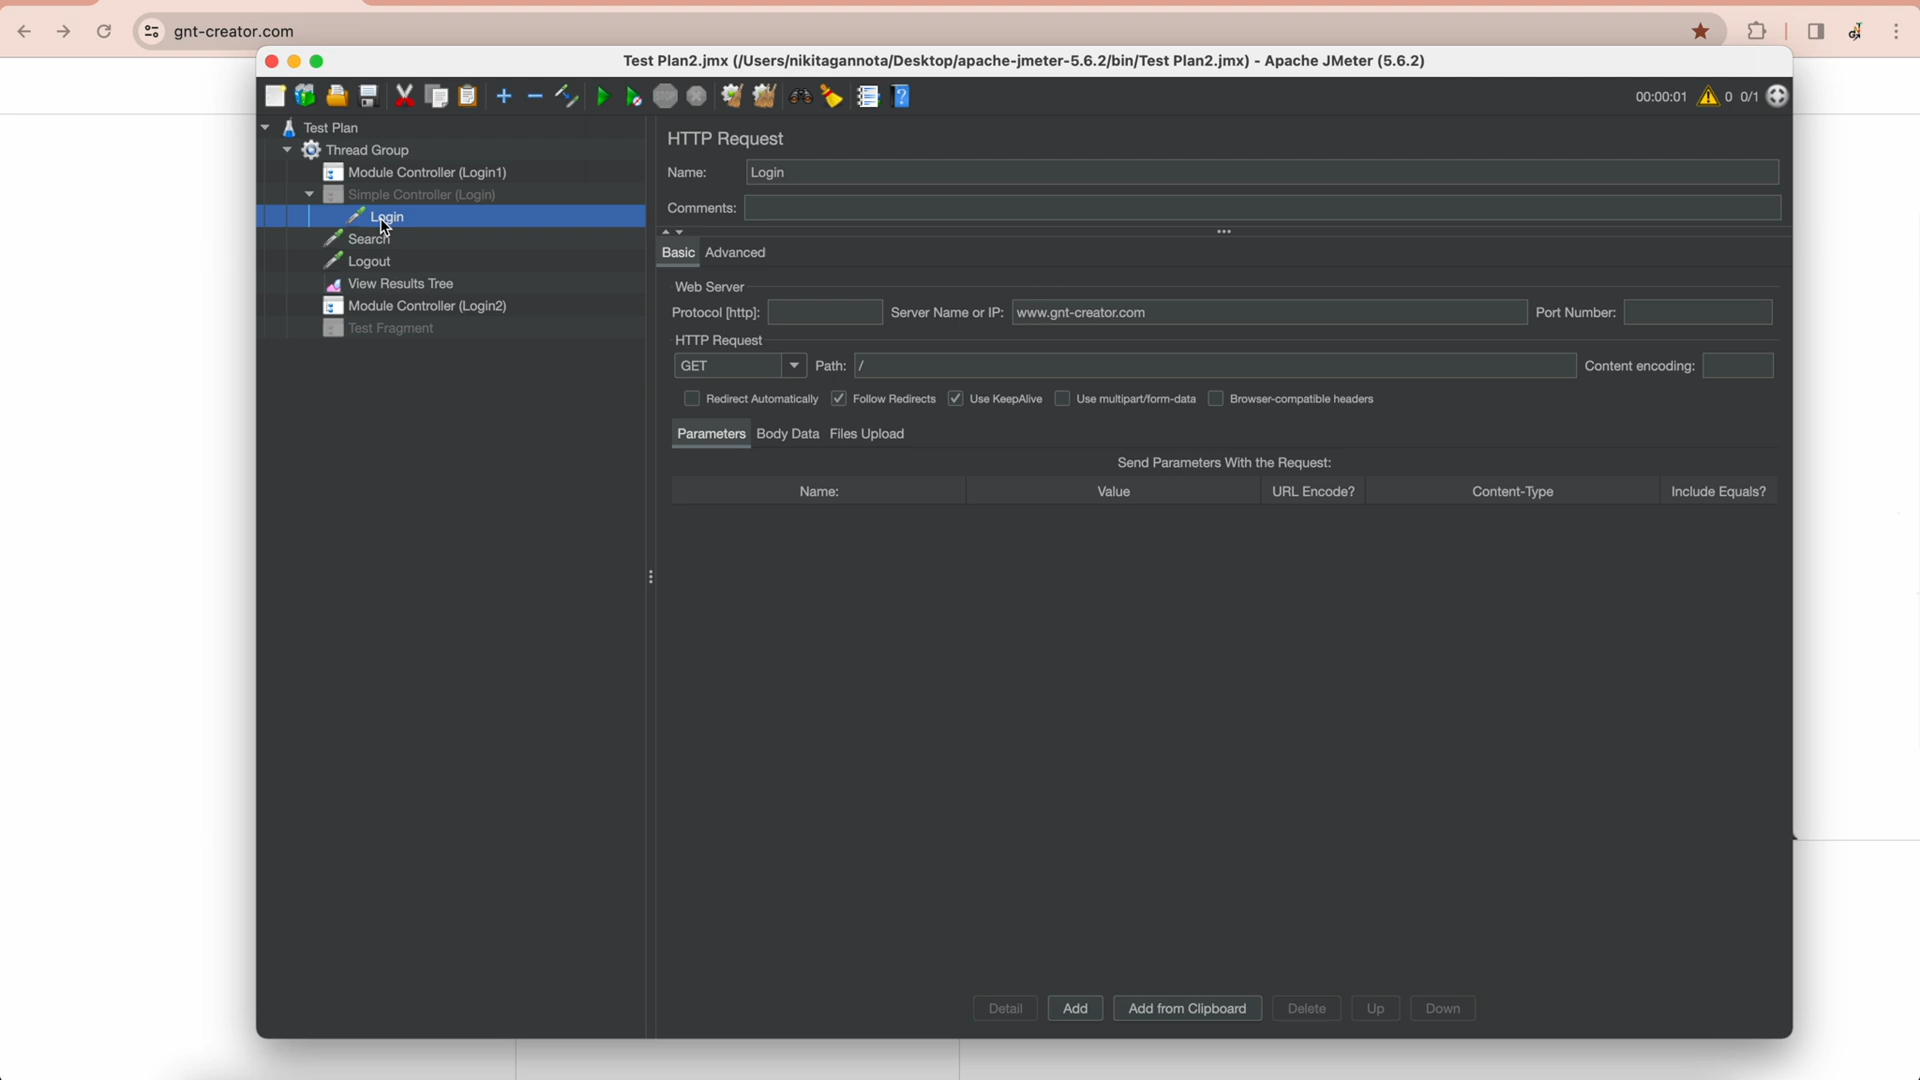 gnt-creator.com
Test Plan2.jmx (/Users/nikitagannota/Desktop/apache-jmeter-5.6.2/bin/Test Plan2.jmx) - Apache JMeter (5.6.2)
STOP 00:00:01 0 0/1
Test Plan
Thread Group
Module Controller (Login1)
Simple Controller (Login)
Login
Search
Logout
View Results Tree
Module Controller (Login2)
Test Fragment
HTTP Request
Name: Login
Comments:
Basic Advanced
Web Server
Protocol [http]: Server Name or IP: www.gnt-creator.com Port Number:
HTTP Request
GET Path: / Content encoding:
Redirect Automatically Follow Redirects Use KeepAlive Use multipart/form-data Browser-compatible headers
Parameters Body Data Files Upload
Send Parameters With the Request:
Name: Value URL Encode? Content-Type Include Equals?
Detail Add Add from Clipboard Delete Up Down